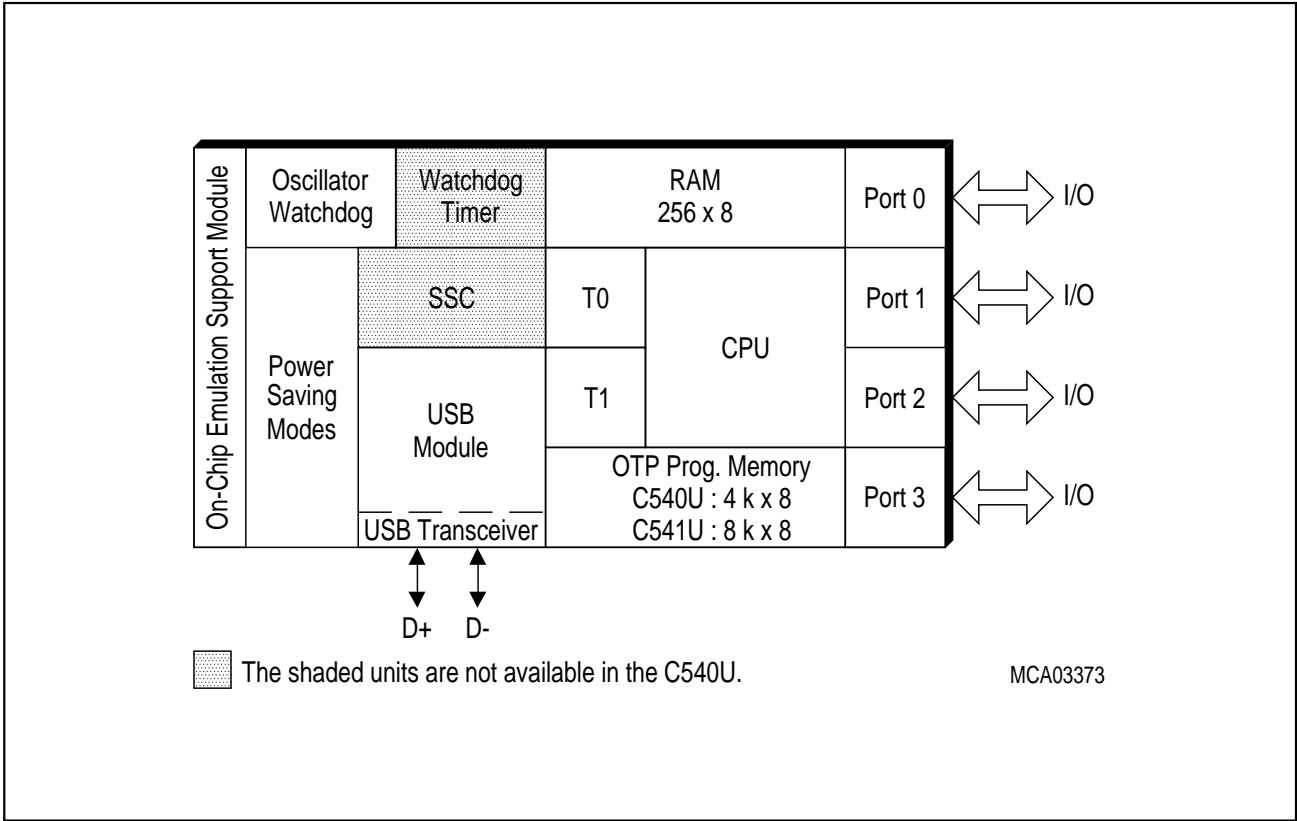 On-Chip Emulation Support Module
Oscillator
Watchdog
Watchdog
Timer
RAM
256 x 8
Port 0
I/O
Power
Saving
Modes
SSC
T0
CPU
Port 1
I/O
USB
Module
T1
Port 2
I/O
USB Transceiver
OTP Prog. Memory
C540U : 4 k x 8
C541U : 8 k x 8
Port 3
I/O
D+
D-
The shaded units are not available in the C540U.
MCA03373